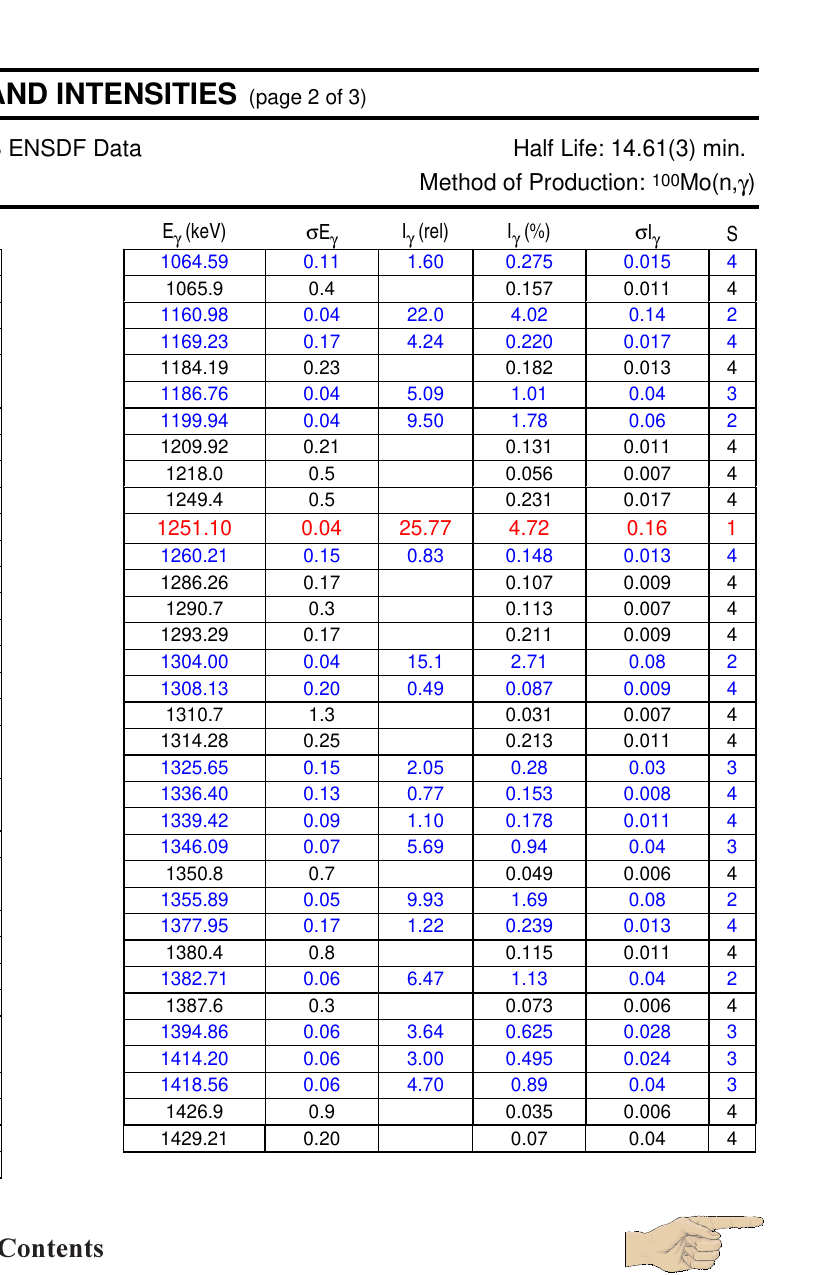 AND INTENSITIES (page 2 of 3)
ENSDF Data Half Life: 14.61(3) min.
Method of Production: 100Mo(n,γ)
Eγ (keV) σEγ Iγ (rel) Iγ (%) σIγ S
1064.59 0.11 1.60 0.275 0.015 4
1065.9 0.4 0.157 0.011 4
1160.98 0.04 22.0 4.02 0.14 2
1169.23 0.17 4.24 0.220 0.017 4
1184.19 0.23 0.182 0.013 4
1186.76 0.04 5.09 1.01 0.04 3
1199.94 0.04 9.50 1.78 0.06 2
1209.92 0.21 0.131 0.011 4
1218.0 0.5 0.056 0.007 4
1249.4 0.5 0.231 0.017 4
1251.10 0.04 25.77 4.72 0.16 1
1260.21 0.15 0.83 0.148 0.013 4
1286.26 0.17 0.107 0.009 4
1290.7 0.3 0.113 0.007 4
1293.29 0.17 0.211 0.009 4
1304.00 0.04 15.1 2.71 0.08 2
1308.13 0.20 0.49 0.087 0.009 4
1310.7 1.3 0.031 0.007 4
1314.28 0.25 0.213 0.011 4
1325.65 0.15 2.05 0.28 0.03 3
1336.40 0.13 0.77 0.153 0.008 4
1339.42 0.09 1.10 0.178 0.011 4
1346.09 0.07 5.69 0.94 0.04 3
1350.8 0.7 0.049 0.006 4
1355.89 0.05 9.93 1.69 0.08 2
1377.95 0.17 1.22 0.239 0.013 4
1380.4 0.8 0.115 0.011 4
1382.71 0.06 6.47 1.13 0.04 2
1387.6 0.3 0.073 0.006 4
1394.86 0.06 3.64 0.625 0.028 3
1414.20 0.06 3.00 0.495 0.024 3
1418.56 0.06 4.70 0.89 0.04 3
1426.9 0.9 0.035 0.006 4
1429.21 0.20 0.07 0.04 4
Contents